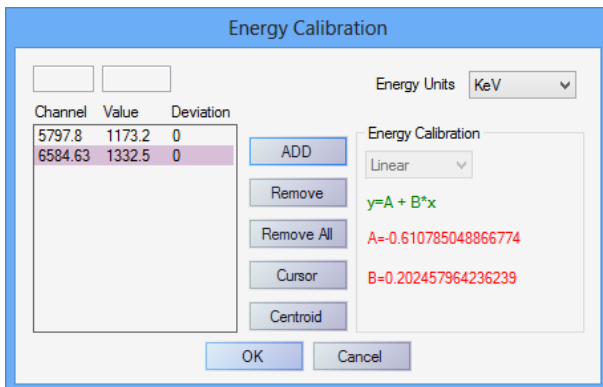 Energy Calibration
Energy Units KeV
Channel Value Deviation
5797.8 1173.2 0
6584.63 1332.5 0
ADD
Remove
Remove All
Cursor
Centroid
Energy Calibration
Linear
y=A + B*x
A=-0.610785048866774
B=0.202457964236239
OK Cancel